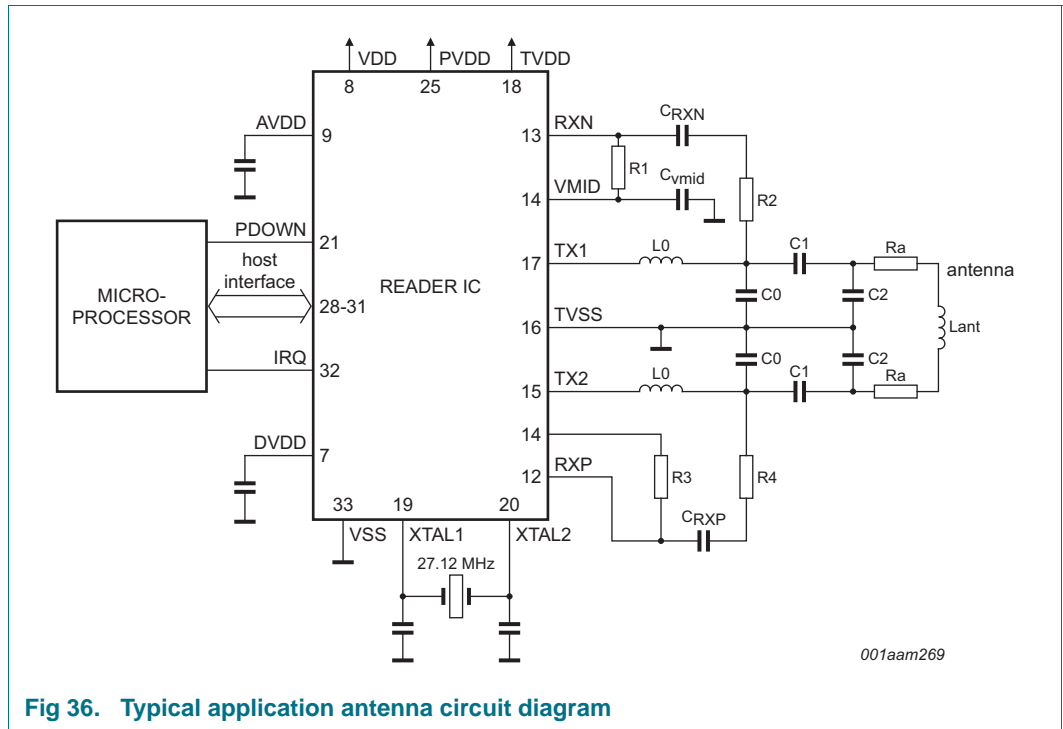 VDD PVDD TVDD
8 25 18
AVDD 9
13 RXN
CRXN
R1
14 VMID
Cvmid
R2
PDOWN 21
host
interface
28-31
MICRO-
PROCESSOR
READER IC
IRQ 32
17 TX1
L0
C1
Ra
antenna
C0
C2
16 TVSS
Lant
C0
C2
15 TX2
L0
C1
Ra
14
12 RXP
R3
R4
CRXP
DVDD 7
33 19 20
VSS XTAL1 XTAL2
27.12 MHz
001aam269
Fig 36. Typical application antenna circuit diagram